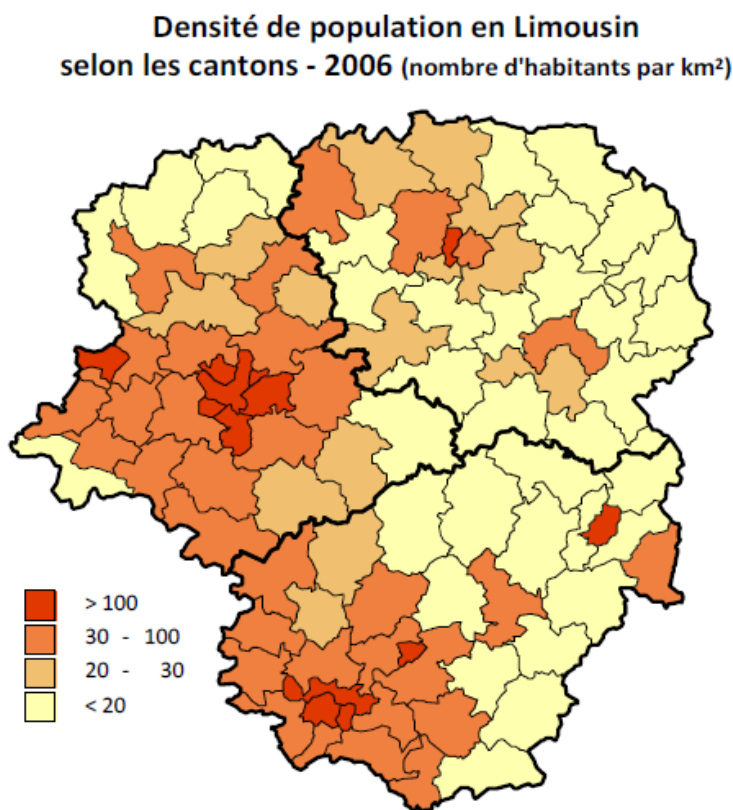 Densité de population en Limousin
selon les cantons - 2006 (nombre d'habitants par km²)
> 100
30 - 100
20 - 30
< 20